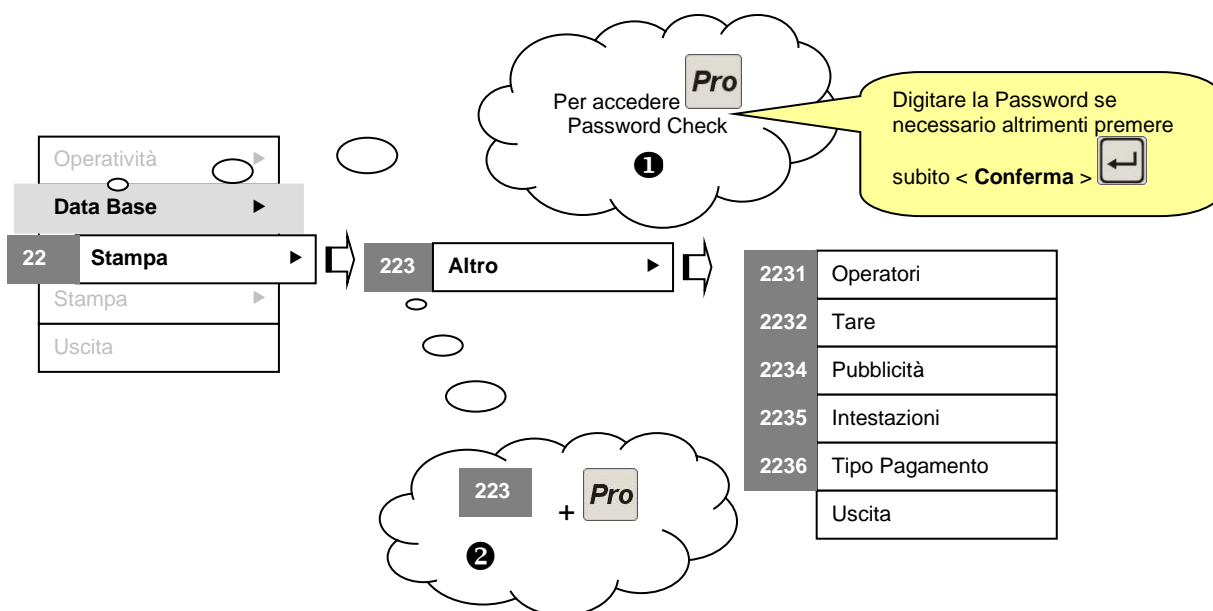 Per accedere Pro
Password Check
❶
Digitare la Password se
necessario altrimenti premere
subito < Conferma >
Operatività
Data Base
22 Stampa
Stampa
Uscita
223 Altro
2231 Operatori
2232 Tare
2234 Pubblicità
2235 Intestazioni
2236 Tipo Pagamento
Uscita
223 + Pro
❷